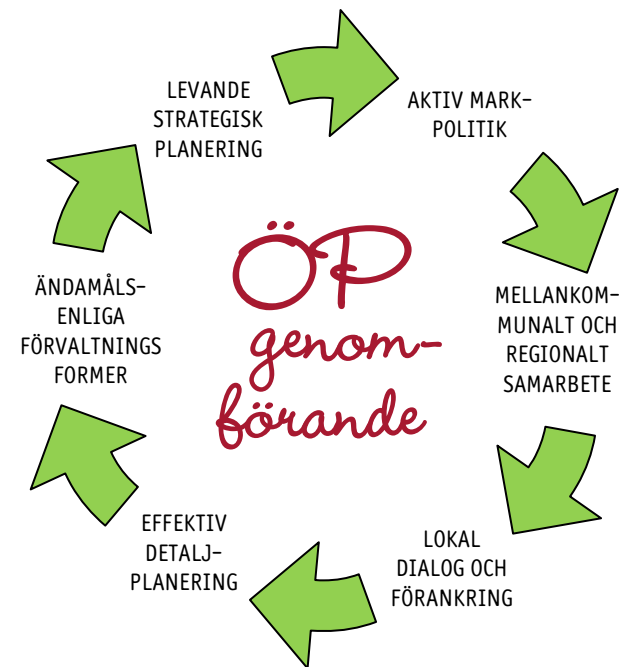 LEVANDE
STRATEGISK
PLANERING
AKTIV MARK-
POLITIK
MELLANKOM-
MUNALT OCH
REGIONALT
SAMARBETE
LOKAL
DIALOG OCH
FÖRANKRING
EFFEKTIV
DETALJ-
PLANERING
ÄNDAMÅLS-
ENLIGA
FÖRVALTNINGS
FORMER
ÖP
genom-
förande